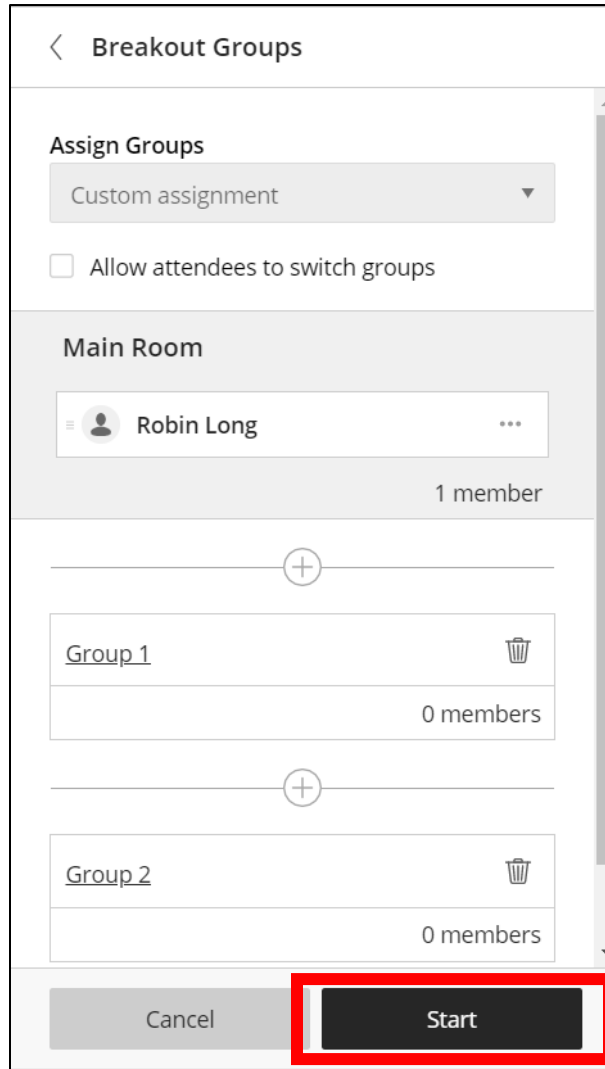 Breakout Groups
Assign Groups
Custom assignment
Allow attendees to switch groups
Main Room
Robin Long
1 member
Group 1
0 members
Group 2
0 members
Cancel Start